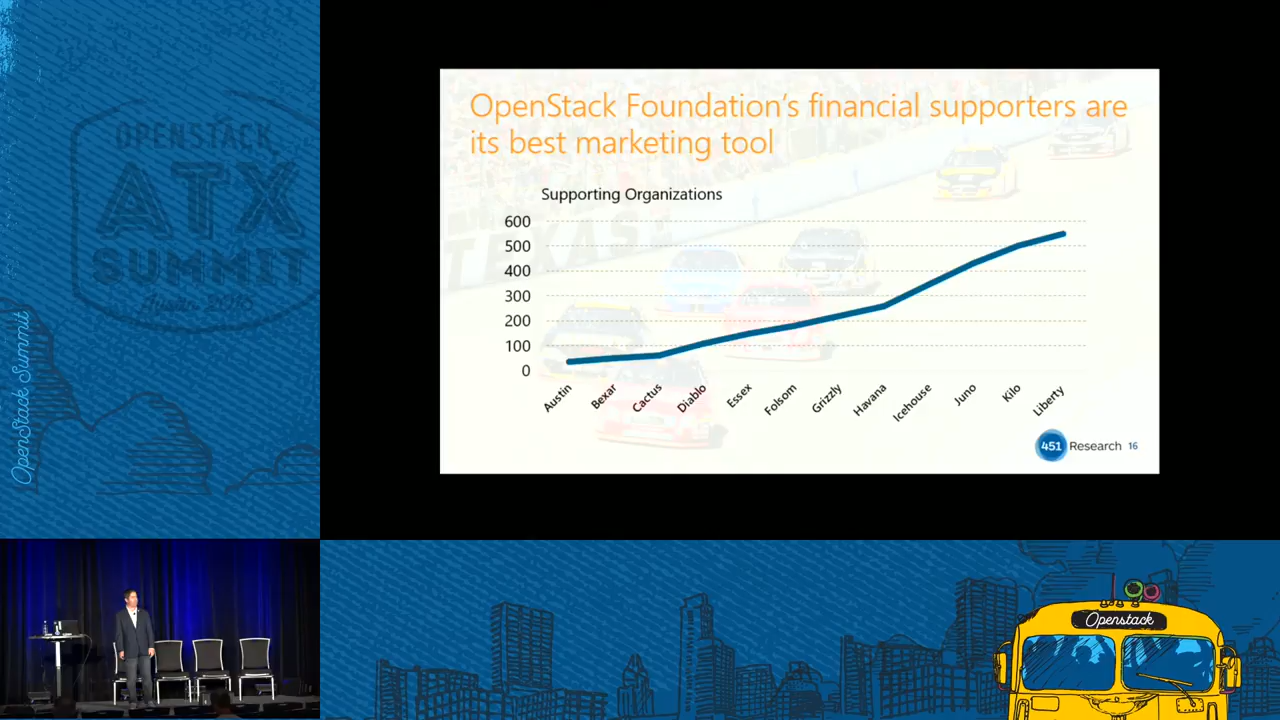 OPENSTACK
ATX
SUMMIT
OpenStack Summit
OpenStack Foundation's financial supporters are
its best marketing tool
Supporting Organizations
600
500
400
300
200
100
0
Austin
Bexar
Cactus
Diablo
Essex
Folsom
Grizzly
Havana
Icehouse
Juno
Kilo
Liberty
TEXAS
451 Research 16
Openstack